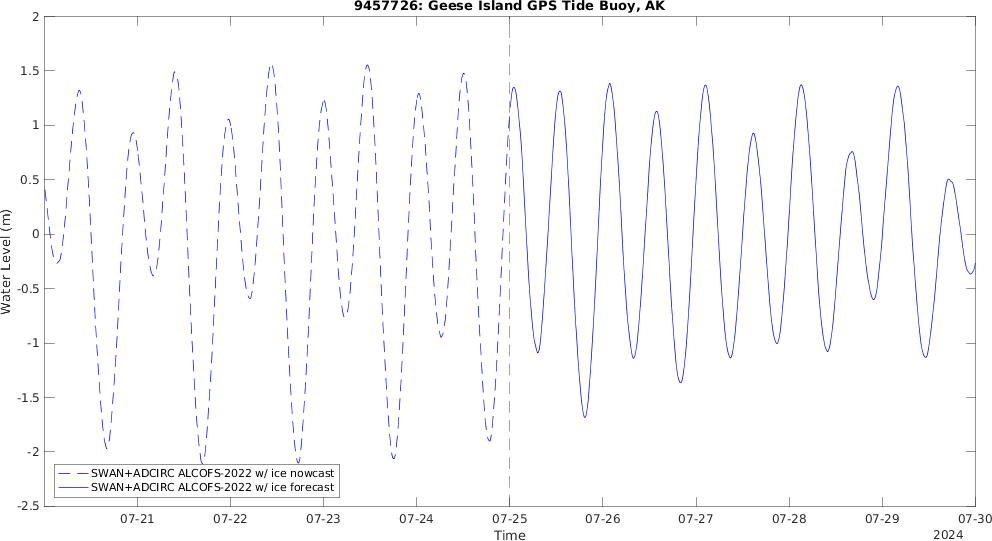 9457726: Geese Island GPS Tide Buoy, AK
2
1.5
1
0.5
0
-0.5
-1
-1.5
-2
-2.5
Water Level (m)
SWAN+ADCIRC ALCOFS-2022 w/ ice nowcast
SWAN+ADCIRC ALCOFS-2022 w/ ice forecast
07-21 07-22 07-23 07-24 07-25 07-26 07-27 07-28 07-29 07-30
Time
2024